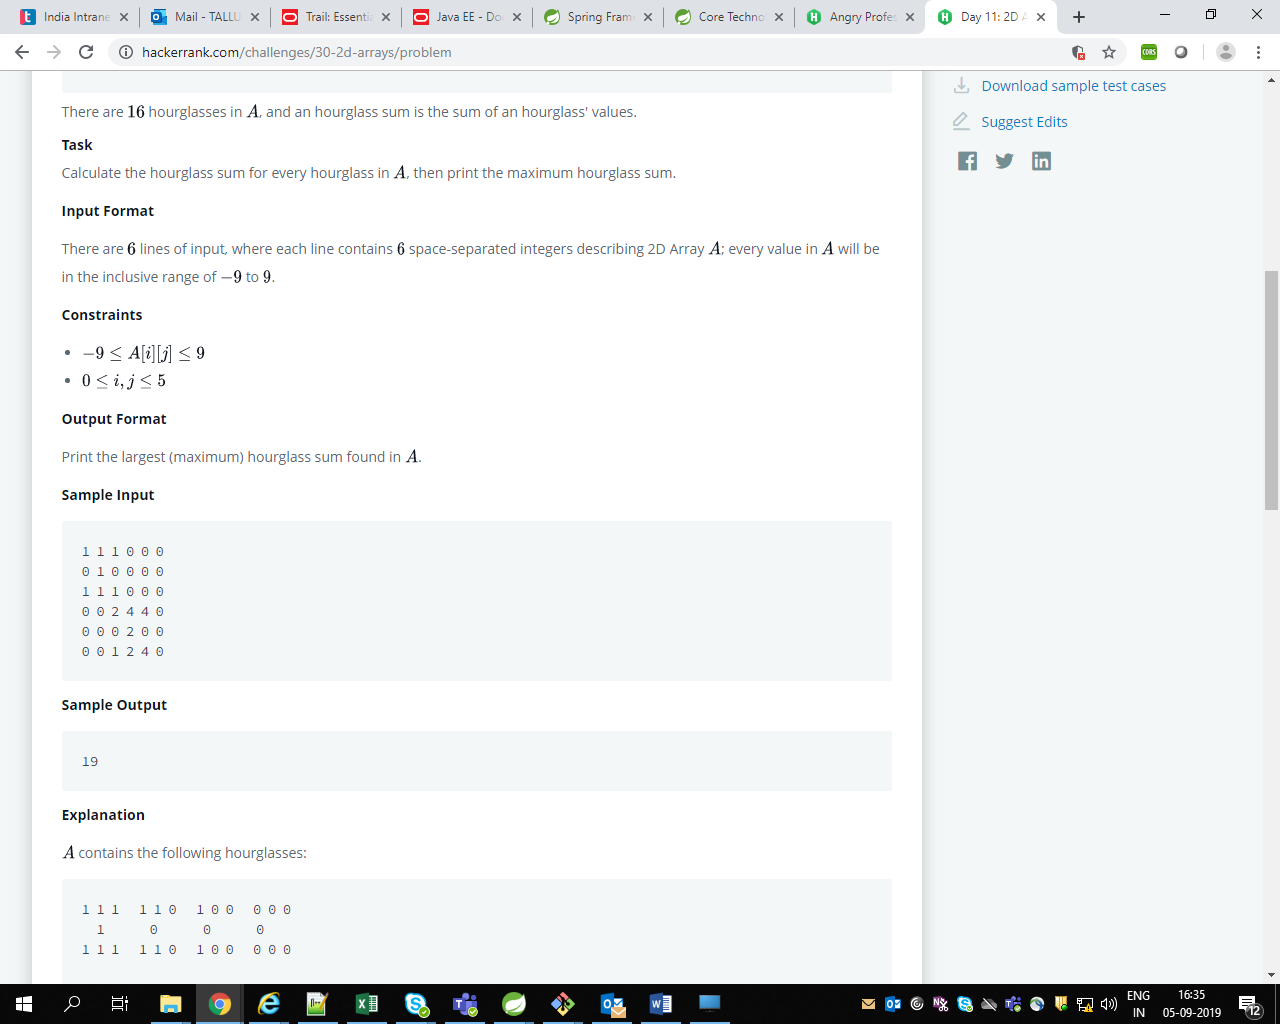 India Intrane
Mail - TALLU
Trail: Essentia
Java EE - Do
Spring Fram
Core Techno
Angry Profes
Day 11: 2D A
hackerrank.com/challenges/30-2d-arrays/problem
CORS
There are 16 hourglasses in A, and an hourglass sum is the sum of an hourglass' values.
Task
Calculate the hourglass sum for every hourglass in A, then print the maximum hourglass sum.
Input Format
There are 6 lines of input, where each line contains 6 space-separated integers describing 2D Array A; every value in A will be
in the inclusive range of −9 to 9.
Constraints
• −9 ≤ A[i][j] ≤ 9
• 0 ≤ i, j ≤ 5
Output Format
Print the largest (maximum) hourglass sum found in A.
Sample Input
1 1 1 0 0 0
0 1 0 0 0 0
1 1 1 0 0 0
0 0 2 4 4 0
0 0 0 2 0 0
0 0 1 2 4 0
Sample Output
19
Explanation
A contains the following hourglasses:
1 1 1   1 1 0   1 0 0   0 0 0
  1       0       0       0
1 1 1   1 1 0   1 0 0   0 0 0
Download sample test cases
Suggest Edits
ENG
IN
16:35
05-09-2019
12